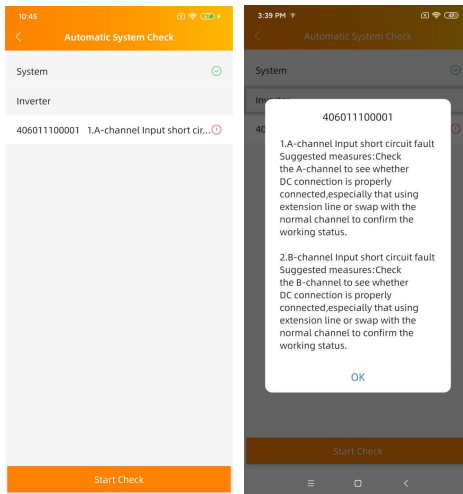 10:45
Automatic System Check
System
Inverter
406011100001 1.A-channel Input short cir...
Start Check
3:39 PM
Automatic System Check
System
40
406011100001
1.A-channel Input short circuit fault
Suggested measures:Check
the A-channel to see whether
DC connection is properly
connected,especially that using
extension line or swap with the
normal channel to confirm the
working status.
2.B-channel Input short circuit fault
Suggested measures:Check
the B-channel to see whether
DC connection is properly
connected,especially that using
extension line or swap with the
normal channel to confirm the
working status.
OK
Start Check